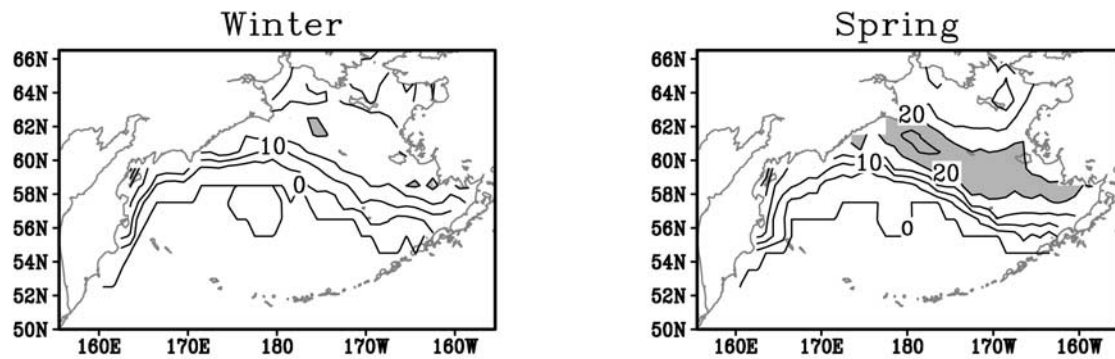 Winter Spring
66N 66N
64N 64N
62N 20 62N
10
60N 60N 10
58N 0 58N 20
56N 56N 0
54N 54N
52N 52N
50N 50N
160E 170E 180 170W 160W 160E 170E 180 170W 160W